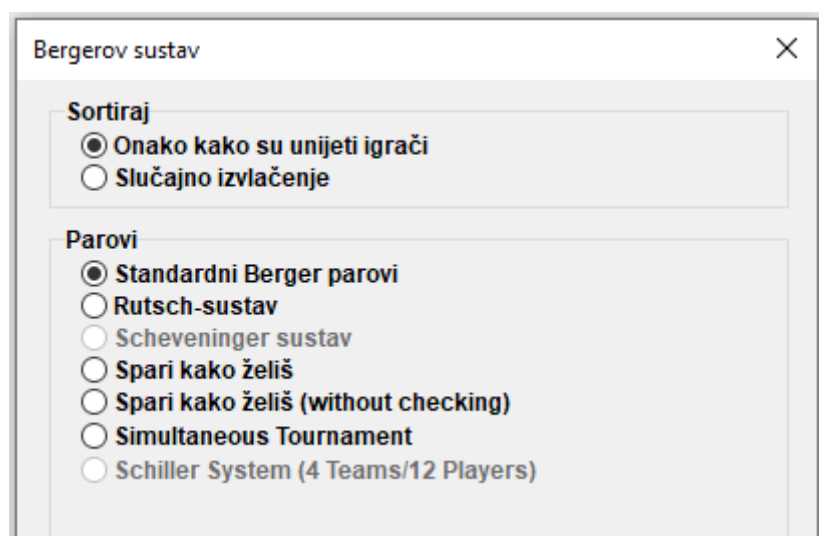 Bergerov sustav
Sortiraj
Onako kako su unijeti igrači
Slučajno izvlačenje
Parovi
Standardni Berger parovi
Rutsch-sustav
Scheveninger sustav
Spari kako želiš
Spari kako želiš (without checking)
Simultaneous Tournament
Schiller System (4 Teams/12 Players)